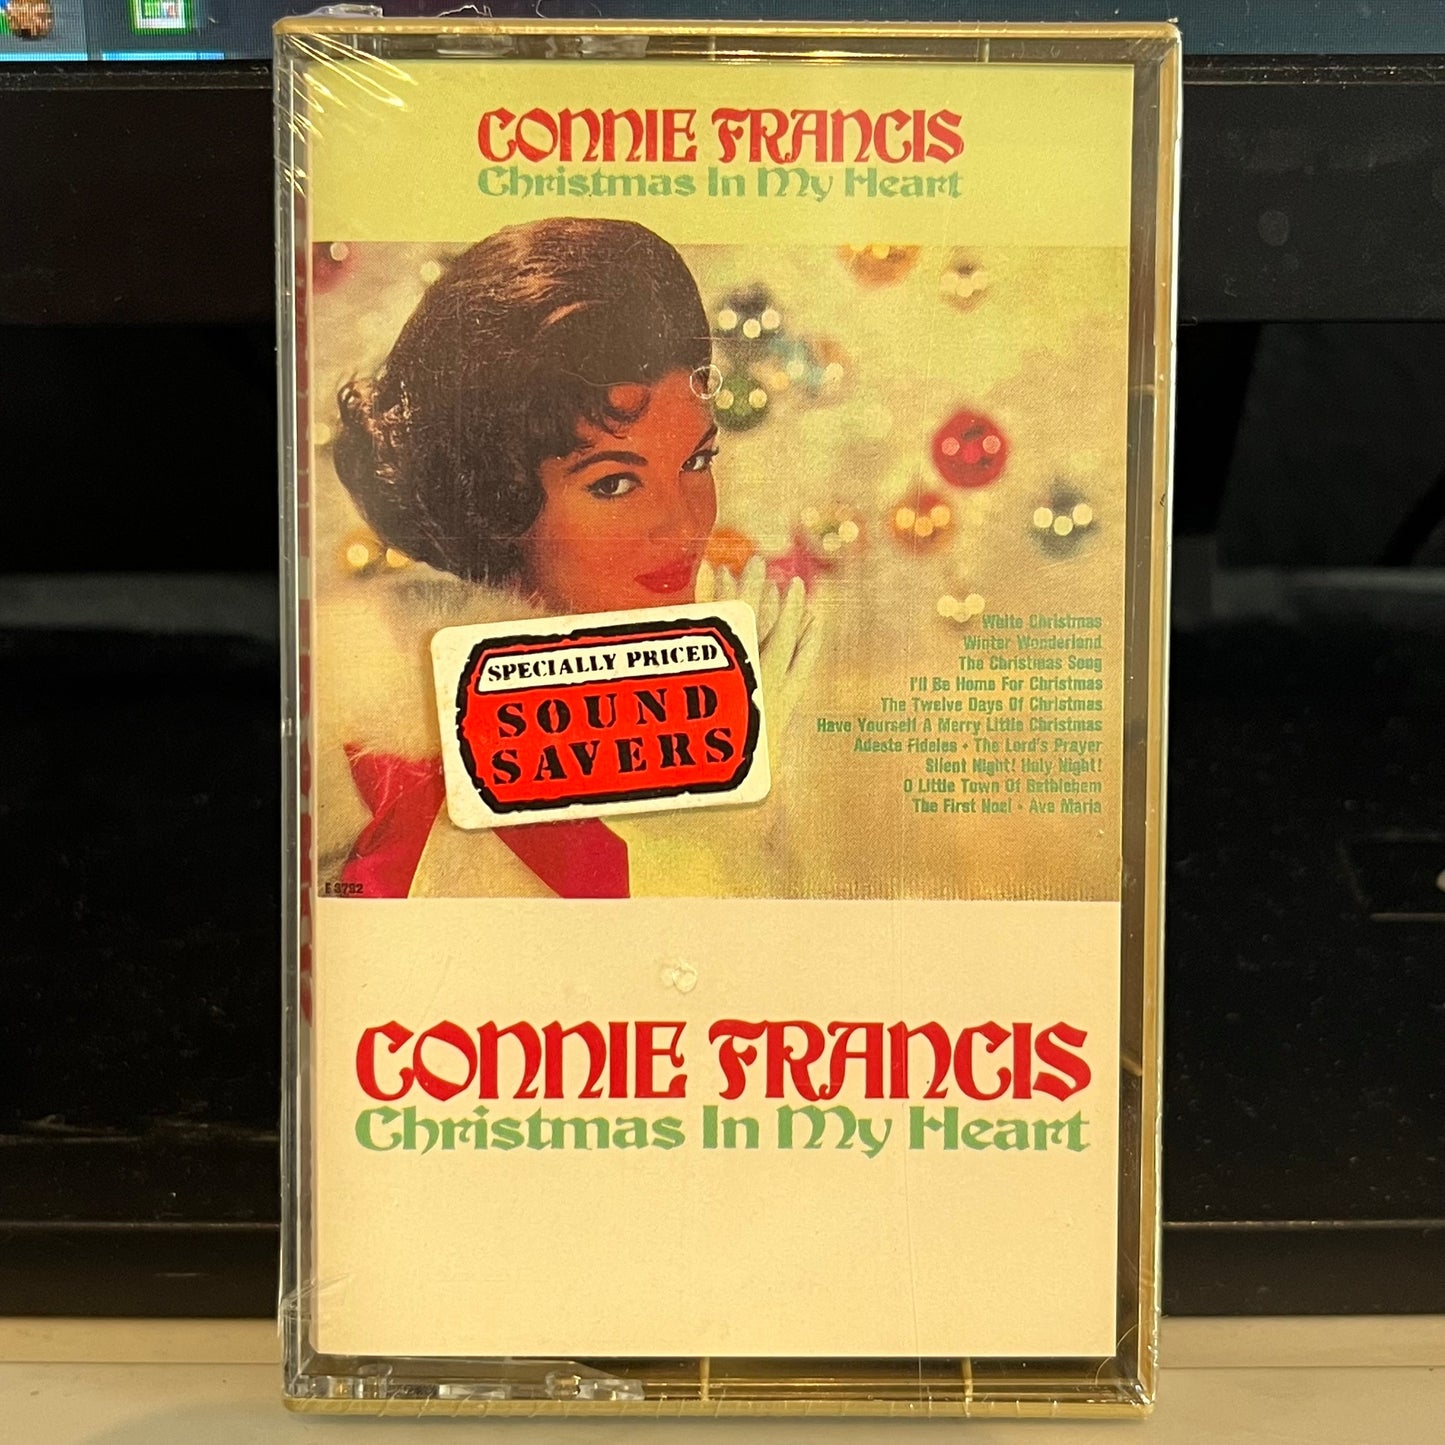 CONNIE FRANCIS
Christmas In My Heart
White Christmas
Winter Wonderland
The Christmas Song
I'll Be Home For Christmas
The Twelve Days Of Christmas
Have Yourself A Merry Little Christmas
Adeste Fideles • The Lord's Prayer
Silent Night! Holy Night!
O Little Town Of Bethlehem
The First Noel • Ave Maria
SPECIALLY PRICED
SOUND
SAVERS
E 3792
CONNIE FRANCIS
Christmas In My Heart